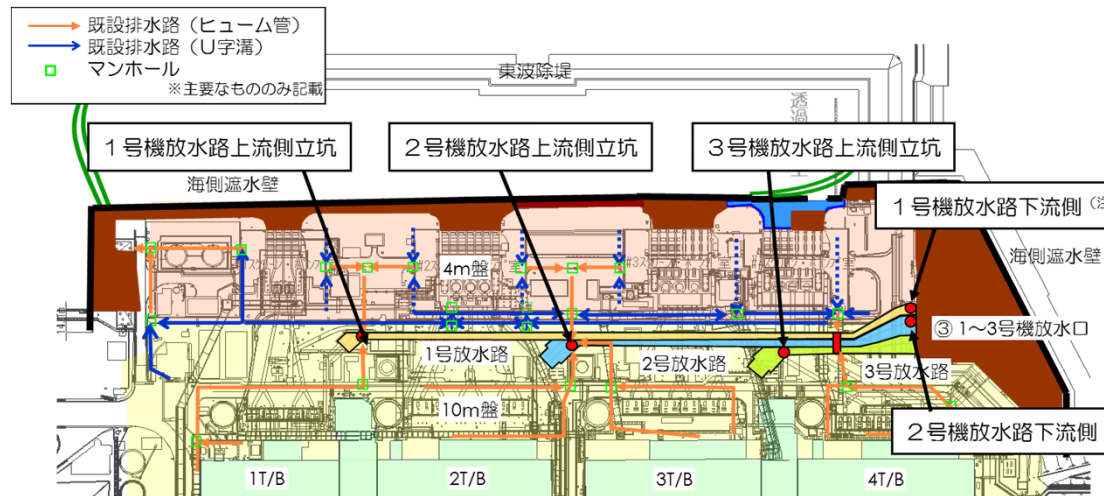 既設排水路（ヒューム管）
既設排水路（U字溝）
マンホール
※主要なもののみ記載
東波除堤
１号機放水路上流側立坑
２号機放水路上流側立坑
３号機放水路上流側立坑
海側遮水壁
１号機放水路下流側
海側遮水壁
4m盤
③ 1～3号機放水口
1号放水路
2号放水路
3号放水路
10m盤
２号機放水路下流側
1T/B
2T/B
3T/B
4T/B